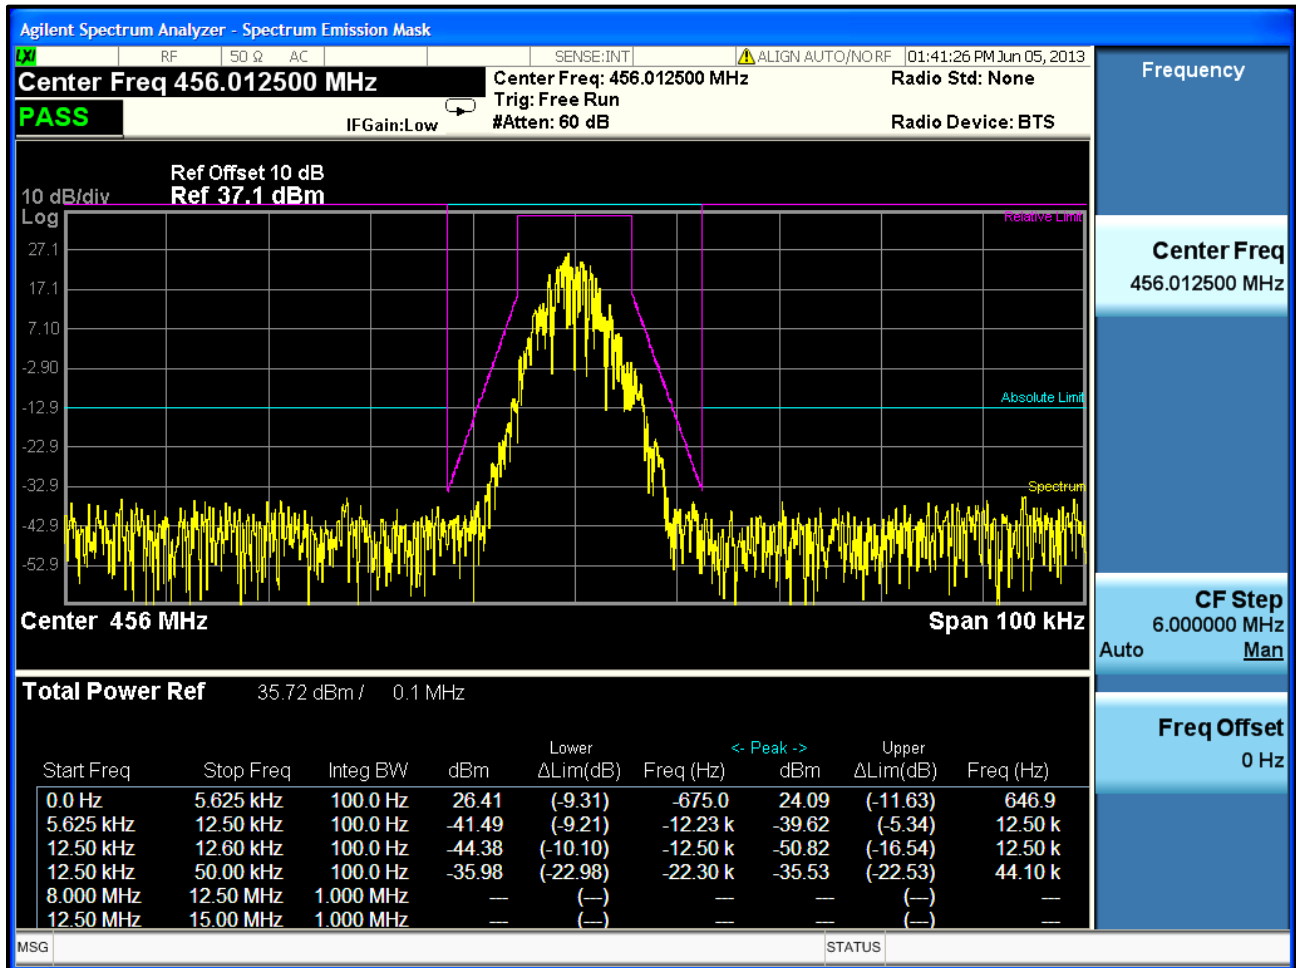 Agilent Spectrum Analyzer - Spectrum Emission Mask
LXI RF 50 Ω AC SENSE:INT ALIGN AUTO/NO RF 01:41:26 PM Jun 05, 2013
Center Freq 456.012500 MHz
Center Freq: 456.012500 MHz
Radio Std: None
Trig: Free Run
PASS
IFGain:Low
#Atten: 60 dB
Radio Device: BTS
Ref Offset 10 dB
10 dB/div Ref 37.1 dBm
Log
Relative Limit
27.1
17.1
7.10
-2.90
-12.9
Absolute Limit
-22.9
-32.9
Spectrum
-42.9
-52.9
Center 456 MHz Span 100 kHz
Total Power Ref 35.72 dBm / 0.1 MHz
Lower <- Peak -> Upper
Start Freq Stop Freq Integ BW dBm ΔLim(dB) Freq (Hz) dBm ΔLim(dB) Freq (Hz)
0.0 Hz 5.625 kHz 100.0 Hz 26.41 (-9.31) -675.0 24.09 (-11.63) 646.9
5.625 kHz 12.50 kHz 100.0 Hz -41.49 (-9.21) -12.23 k -39.62 (-5.34) 12.50 k
12.50 kHz 12.60 kHz 100.0 Hz -44.38 (-10.10) -12.50 k -50.82 (-16.54) 12.50 k
12.50 kHz 50.00 kHz 100.0 Hz -35.98 (-22.98) -22.30 k -35.53 (-22.53) 44.10 k
8.000 MHz 12.50 MHz 1.000 MHz --- (---) --- --- (---) ---
12.50 MHz 15.00 MHz 1.000 MHz --- (---) --- --- (---) ---
MSG STATUS
Frequency
Center Freq
456.012500 MHz
CF Step
6.000000 MHz
Auto Man
Freq Offset
0 Hz